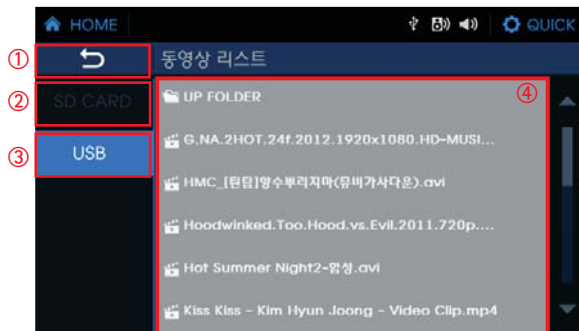 HOME
QUICK
①
동영상 리스트
②
SD CARD
UP FOLDER
④
G.NA.2HOT.24f.2012.1920x1080.HD-MUSI...
③
USB
HMC_[틴탑]향수뿌리지마(뮤비가사다운).avi
Hoodwinked.Too.Hood.vs.Evil.2011.720p....
Hot Summer Night2-함성.avi
Kiss Kiss - Kim Hyun Joong - Video Clip.mp4